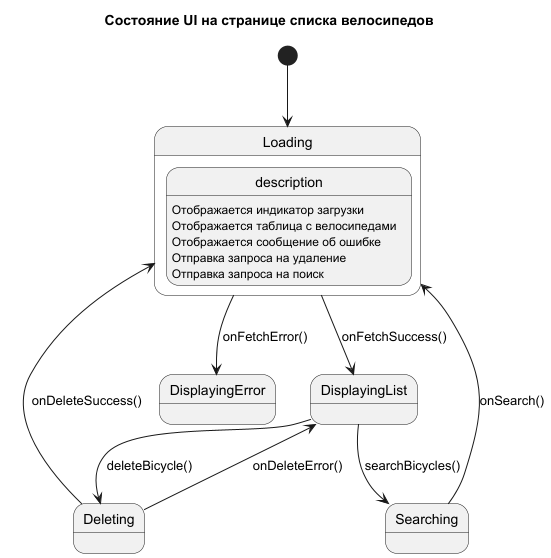 Состояние UI на странице списка велосипедов
Loading
description
Отображается индикатор загрузки
Отображается таблица с велосипедами
Отображается сообщение об ошибке
Отправка запроса на удаление
Отправка запроса на поиск
onFetchError()
onFetchSuccess()
DisplayingError
DisplayingList
onDeleteSuccess()
onSearch()
deleteBicycle()
onDeleteError()
searchBicycles()
Deleting
Searching